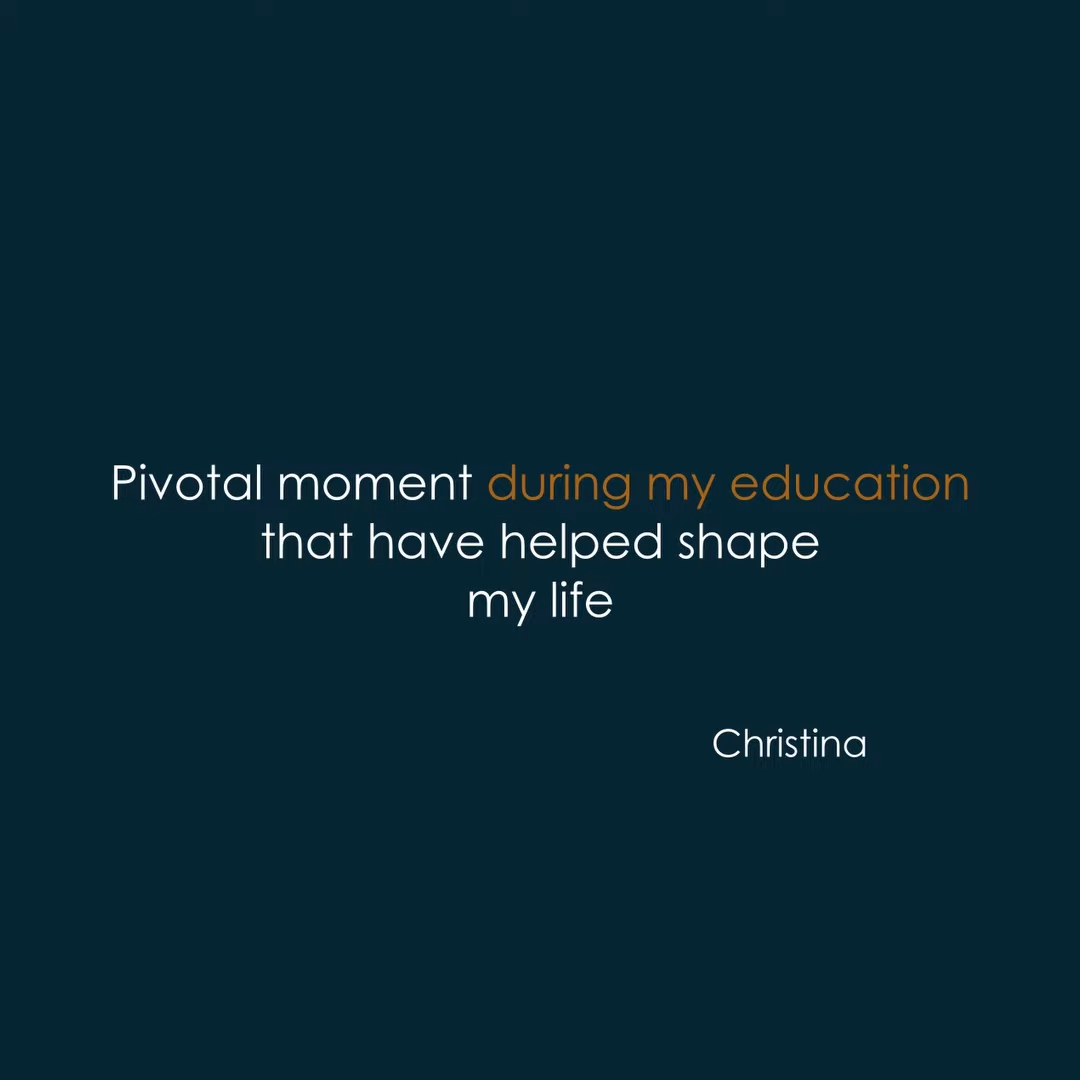 Pivotal moment during my education
that have helped shape
my life
Christina